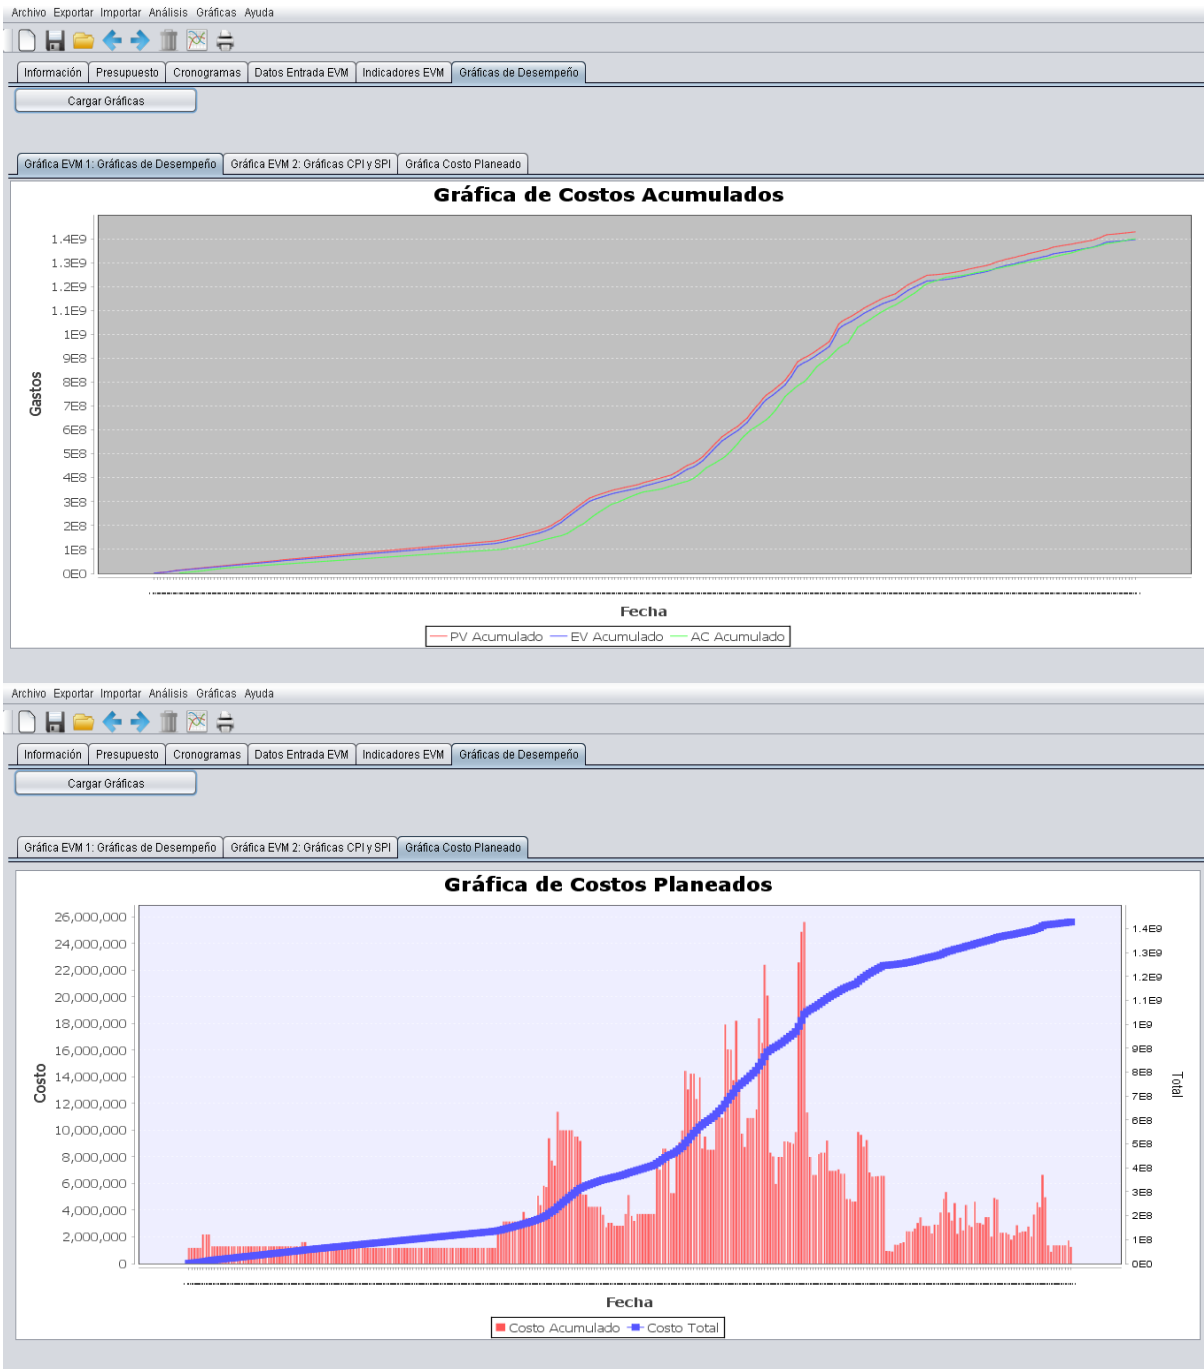 Archivo Exportar Importar Análisis Gráficas Ayuda
Información Presupuesto Cronogramas Datos Entrada EVM Indicadores EVM Gráficas de Desempeño
Cargar Gráficas
Gráfica EVM 1: Gráficas de Desempeño Gráfica EVM 2: Gráficas CPI y SPI Gráfica Costo Planeado
Gráfica de Costos Acumulados
1.4E9
1.3E9
1.2E9
1.1E9
1E9
9E8
8E8
7E8
6E8
5E8
4E8
3E8
2E8
1E8
0E0
Gastos
Fecha
PV Acumulado EV Acumulado AC Acumulado
Archivo Exportar Importar Análisis Gráficas Ayuda
Información Presupuesto Cronogramas Datos Entrada EVM Indicadores EVM Gráficas de Desempeño
Cargar Gráficas
Gráfica EVM 1: Gráficas de Desempeño Gráfica EVM 2: Gráficas CPI y SPI Gráfica Costo Planeado
Gráfica de Costos Planeados
26,000,000
24,000,000
22,000,000
20,000,000
18,000,000
16,000,000
14,000,000
12,000,000
10,000,000
8,000,000
6,000,000
4,000,000
2,000,000
0
Costo
1.4E9
1.3E9
1.2E9
1.1E9
1E9
9E8
8E8
7E8
6E8
5E8
4E8
3E8
2E8
1E8
0E0
Total
Fecha
Costo Acumulado Costo Total